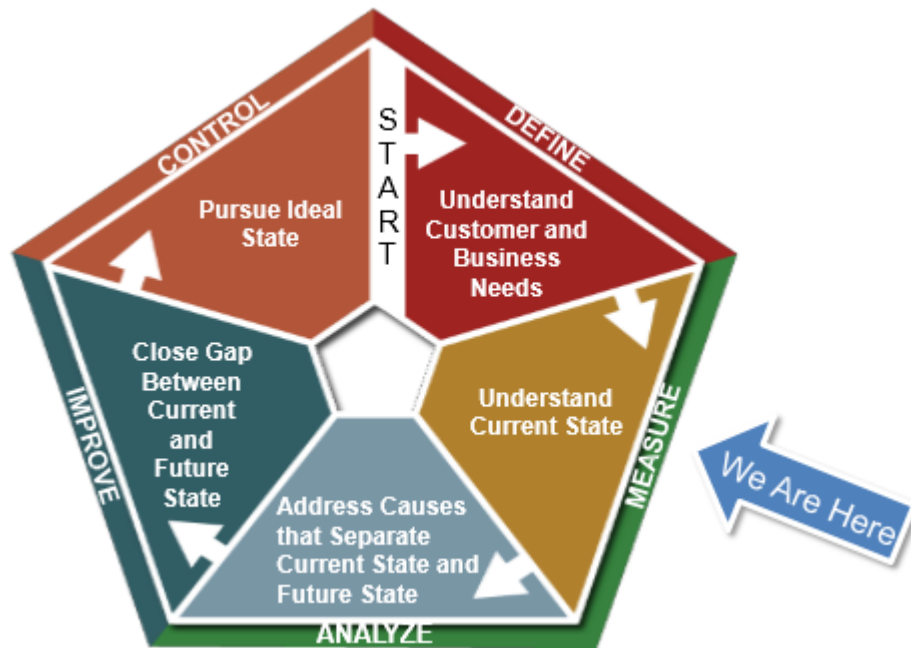 START
DEFINE
Understand
Customer and
Business
Needs
MEASURE
Understand
Current State
We Are Here
ANALYZE
Address Causes
that Separate
Current State and
Future State
IMPROVE
Close Gap
Between
Current
and
Future
State
CONTROL
Pursue Ideal
State